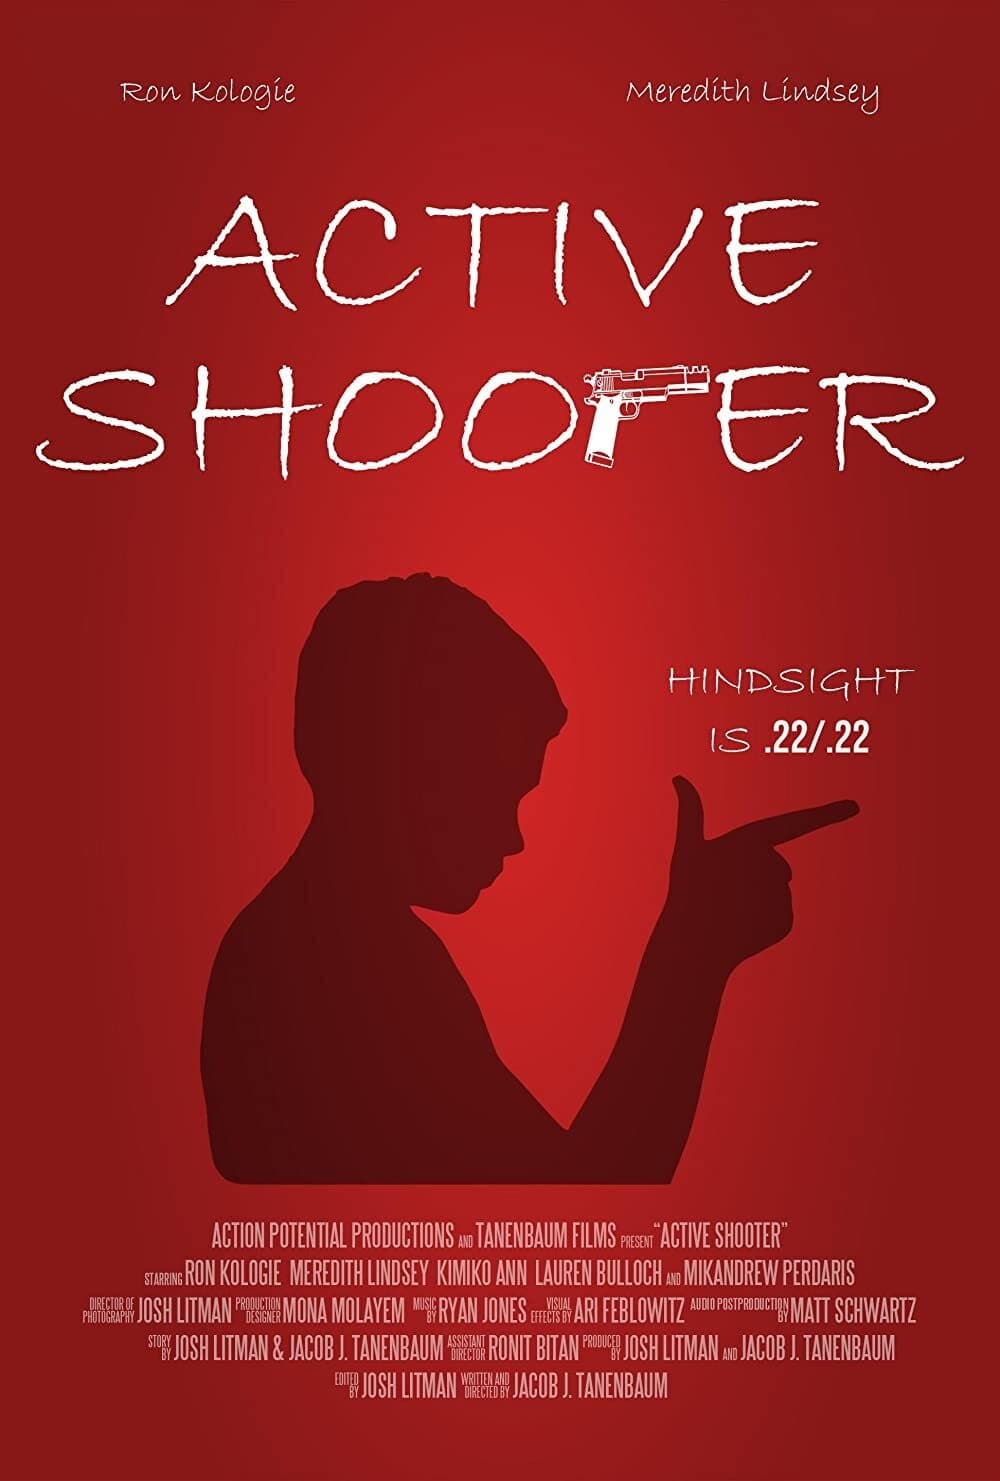 Ron Kologie Meredith Lindsey
ACTIVE
SHOOTER
HINDSIGHT
IS .22/.22
ACTION POTENTIAL PRODUCTIONS AND TANENBAUM FILMS PRESENT "ACTIVE SHOOTER"
STARRING RON KOLOGIE MEREDITH LINDSEY KIMIKO ANN LAUREN BULLOCH AND MIKANDREW PERDARIS
DIRECTOR OF PHOTOGRAPHY JOSH LITMAN PRODUCTION DESIGNER MONA MOLAYEM MUSIC BY RYAN JONES VISUAL EFFECTS BY ARI FEBLOWITZ AUDIO POSTPRODUCTION BY MATT SCHWARTZ
STORY BY JOSH LITMAN & JACOB J. TANENBAUM ASSISTANT DIRECTOR RONIT BITAN PRODUCED BY JOSH LITMAN AND JACOB J. TANENBAUM
EDITED BY JOSH LITMAN WRITTEN AND DIRECTED BY JACOB J. TANENBAUM